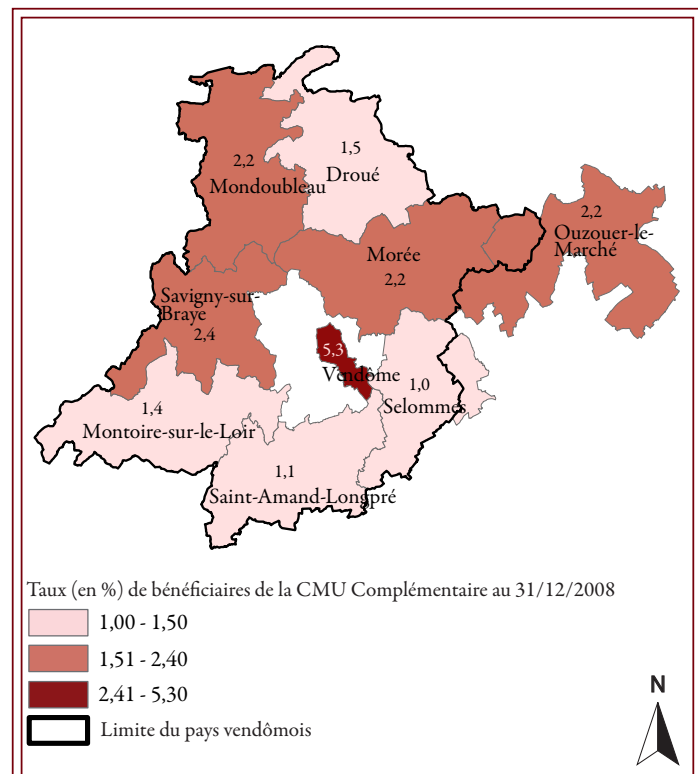 1,5
Droué
2,2
Mondoubleau
2,2
Ouzouer-le-
Marché
Morée
2,2
Savigny-sur-
Braye
2,4
5,3
Vendôme
1,0
Selommes
1,4
Montoire-sur-le-Loir
1,1
Saint-Amand-Longpré
Taux (en %) de bénéficiaires de la CMU Complémentaire au 31/12/2008
1,00 - 1,50
1,51 - 2,40
2,41 - 5,30
Limite du pays vendômois
N